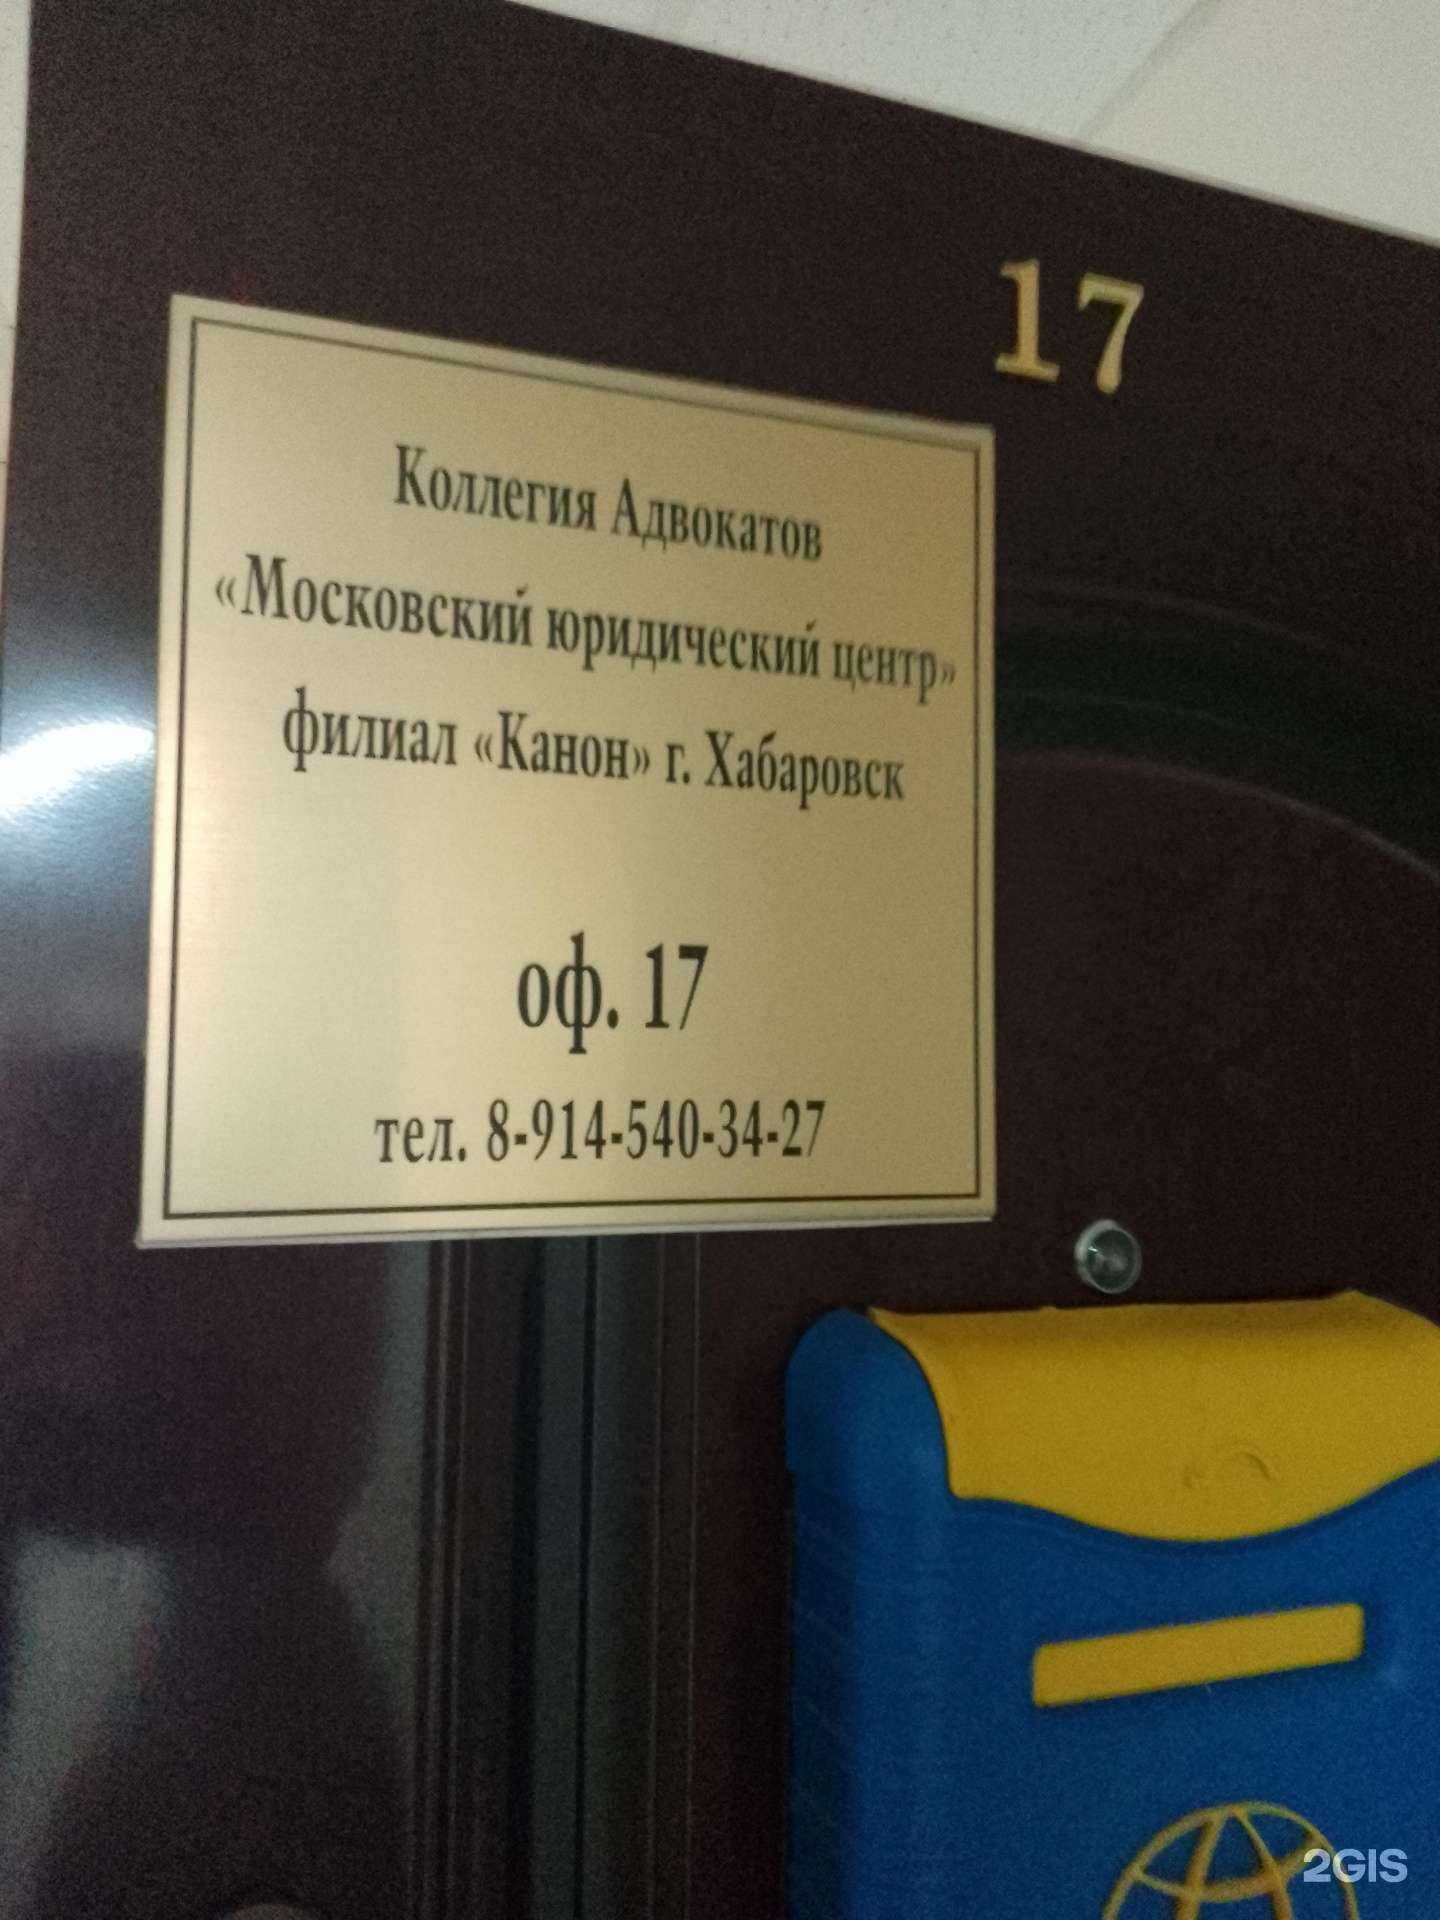 17
Коллегия Адвокатов
«Московский юридический центр»
филиал «Канон» г. Хабаровск
оф. 17
тел. 8-914-540-34-27
2GIS